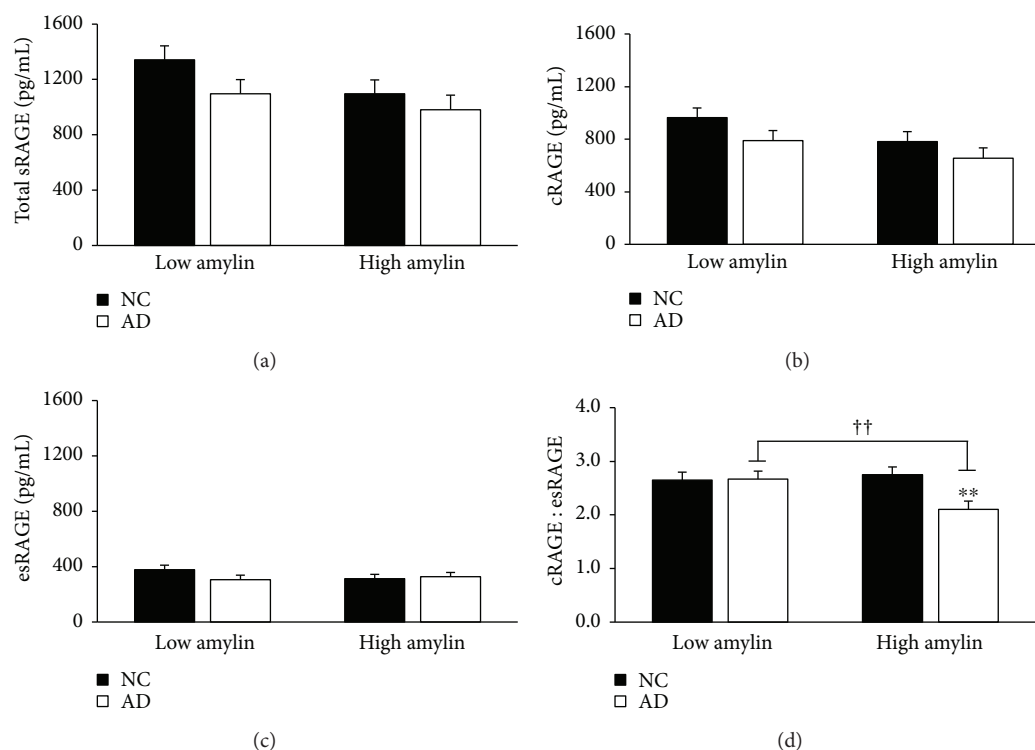 1600
1200
800
400
0
Total sRAGE (pg/mL)
Low amylin
High amylin
NC
AD
(a)
1600
1200
800
400
0
cRAGE (pg/mL)
Low amylin
High amylin
NC
AD
(b)
1600
1200
800
400
0
esRAGE (pg/mL)
Low amylin
High amylin
NC
AD
(c)
4.0
3.0
2.0
1.0
0.0
cRAGE : esRAGE
††
**
Low amylin
High amylin
NC
AD
(d)